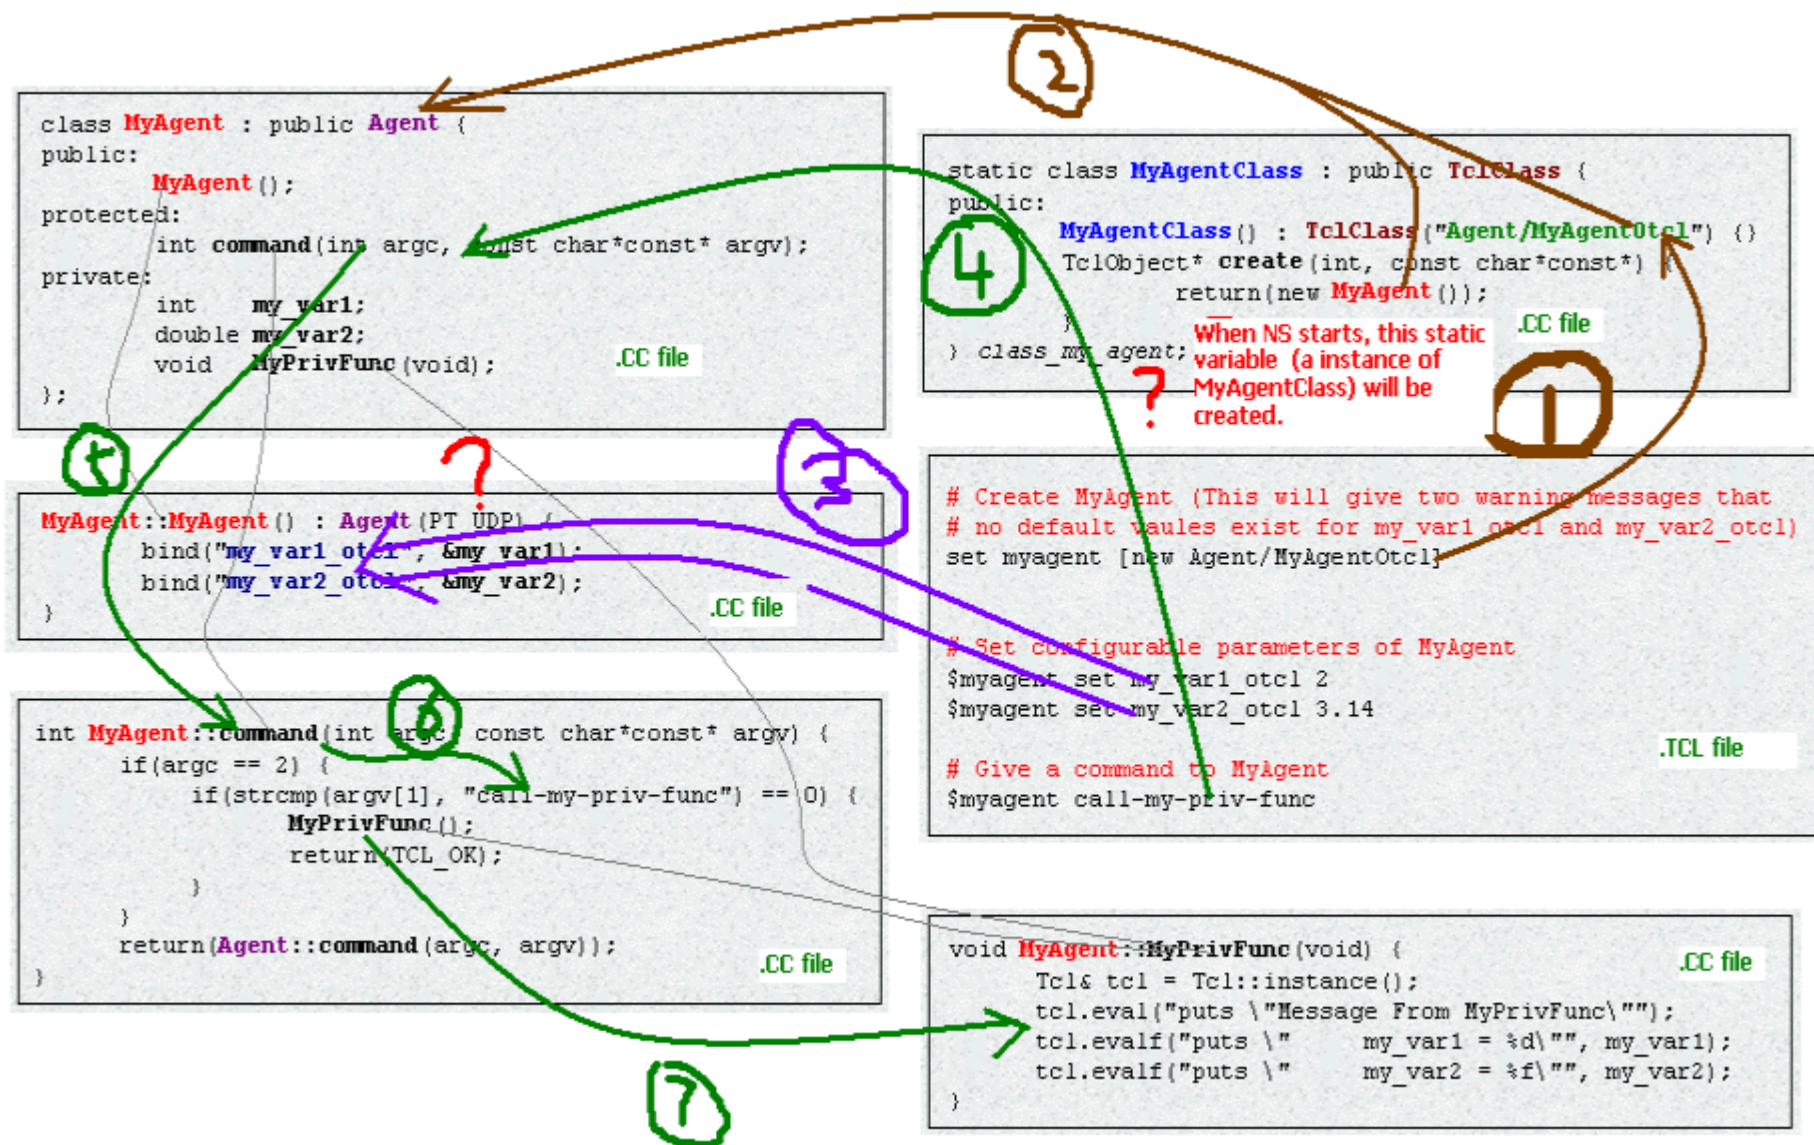 2
class MyAgent : public Agent {
public:
MyAgent();
protected:
int command(int argc, const char*const* argv);
private:
int my_var1;
double my_var2;
void MyPrivFunc(void);
};
.CC file
static class MyAgentClass : public TclClass {
public:
MyAgentClass() : TclClass("Agent/MyAgentOtcl") {}
TclObject* create(int, const char*const*) {
return(new MyAgent());
}
} class_my_agent;
.CC file
When NS starts, this static
variable (a instance of
MyAgentClass) will be
created.
?
4
1
5
?
3
MyAgent::MyAgent() : Agent(PT_UDP) {
bind("my_var1_otcl", &my_var1);
bind("my_var2_otcl", &my_var2);
}
.CC file
# Create MyAgent (This will give two warning messages that
# no default vaules exist for my_var1_otcl and my_var2_otcl)
set myagent [new Agent/MyAgentOtcl]
# Set configurable parameters of MyAgent
$myagent set my_var1_otcl 2
$myagent set my_var2_otcl 3.14
# Give a command to MyAgent
$myagent call-my-priv-func
.TCL file
6
int MyAgent::command(int argc, const char*const* argv) {
if(argc == 2) {
if(strcmp(argv[1], "call-my-priv-func") == 0) {
MyPrivFunc();
return(TCL_OK);
}
}
return(Agent::command(argc, argv));
}
.CC file
void MyAgent::MyPrivFunc(void) {
Tcl& tcl = Tcl::instance();
tcl.eval("puts \"Message From MyPrivFunc\"");
tcl.evalf("puts \" my_var1 = %d\"", my_var1);
tcl.evalf("puts \" my_var2 = %f\"", my_var2);
}
.CC file
7